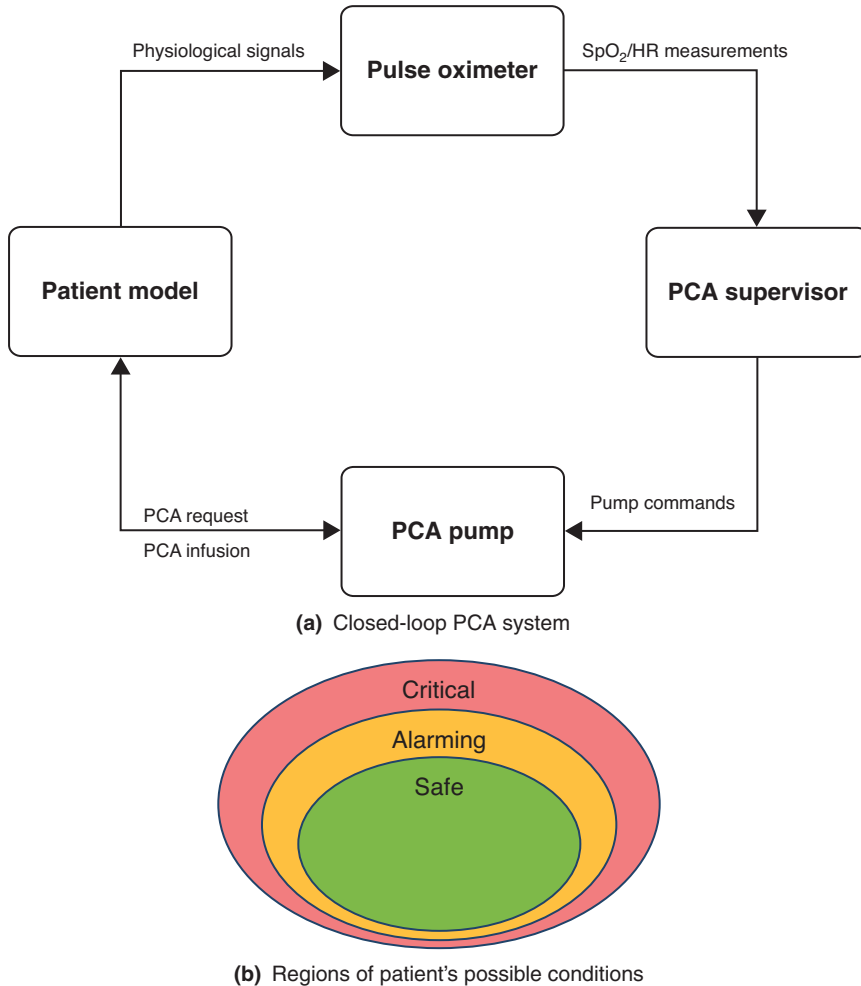 Physiological signals
Pulse oximeter
SpO₂/HR measurements
Patient model
PCA supervisor
PCA request
PCA infusion
PCA pump
Pump commands
(a) Closed-loop PCA system
Critical
Alarming
Safe
(b) Regions of patient's possible conditions